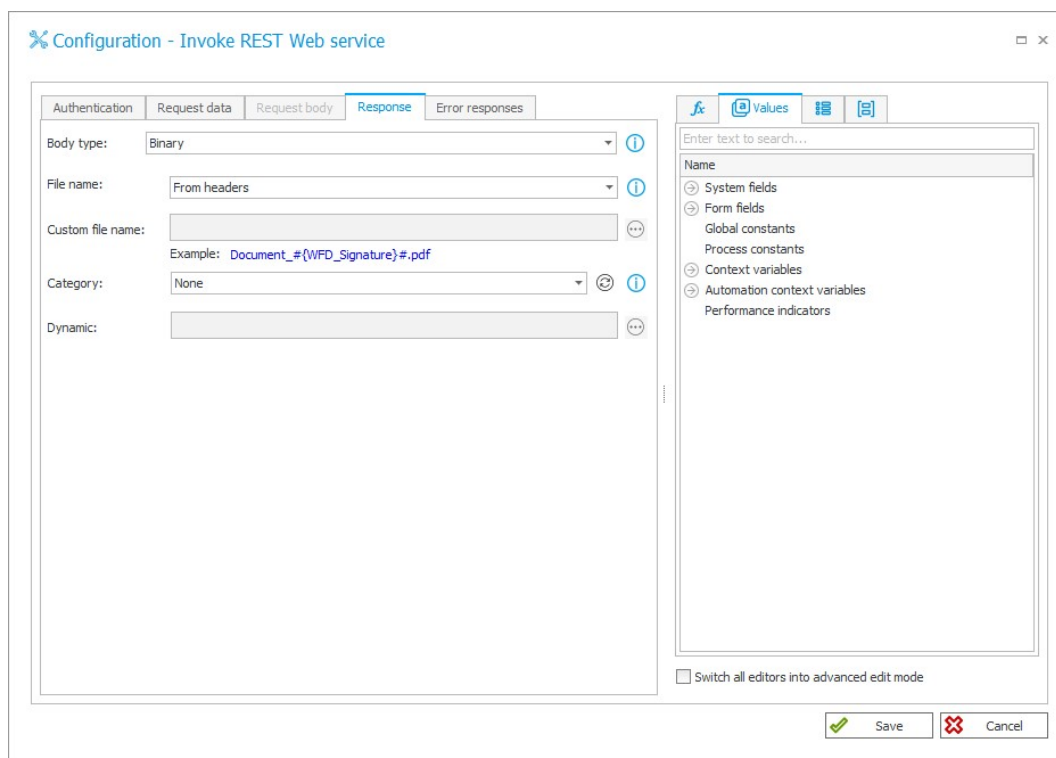 Configuration - Invoke REST Web service
Authentication
Request data
Request body
Response
Error responses
Body type:
Binary
File name:
From headers
Custom file name:
Example: Document_#{WFD_Signature}#.pdf
Category:
None
Dynamic:
fx
Values
Enter text to search...
Name
System fields
Form fields
Global constants
Process constants
Context variables
Automation context variables
Performance indicators
Switch all editors into advanced edit mode
Save
Cancel